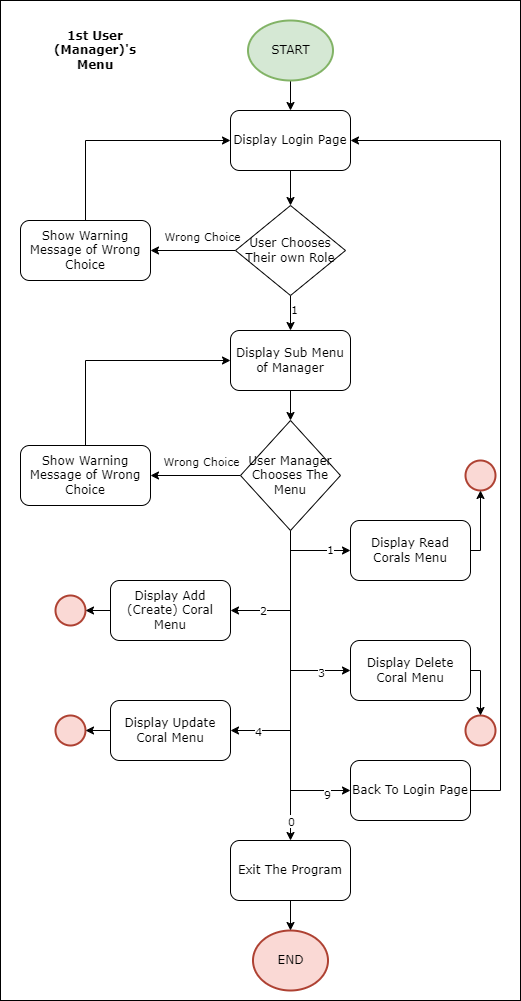 1st User
(Manager)'s
Menu
START
Display Login Page
Show Warning
Message of Wrong
Choice
Wrong Choice
User Chooses
Their own Role
1
Display Sub Menu
of Manager
Show Warning
Message of Wrong
Choice
Wrong Choice
User Manager
Chooses The
Menu
1
Display Read
Corals Menu
Display Add
(Create) Coral
Menu
2
3
Display Delete
Coral Menu
Display Update
Coral Menu
4
9
Back To Login Page
0
Exit The Program
END